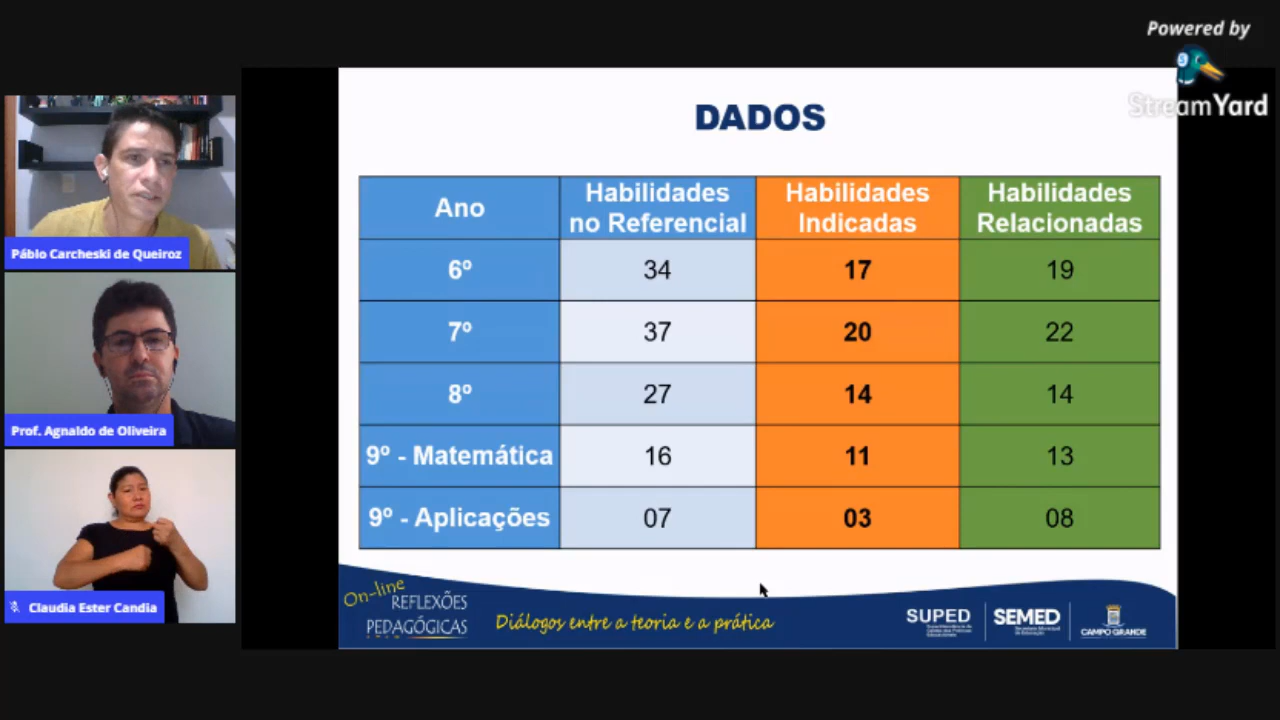 Powered by
StreamYard
DADOS
Ano
Habilidades
no Referencial
Habilidades
Indicadas
Habilidades
Relacionadas
6º
34
17
19
7º
37
20
22
8º
27
14
14
9º - Matemática
16
11
13
9º - Aplicações
07
03
08
Pábio Carcheski de Queiroz
Prof. Agnaldo de Oliveira
Claudia Ester Candia
On-line
REFLEXÕES
PEDAGÓGICAS
Diálogos entre a teoria e a prática
SUPED
SEMED
CAMPO GRANDE